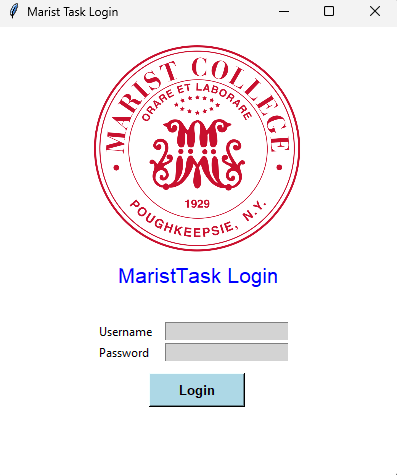 Marist Task Login
MARIST COLLEGE
ORARE ET LABORARE
1929
POUGHKEEPSIE, N.Y.
MaristTask Login
Username
Password
Login